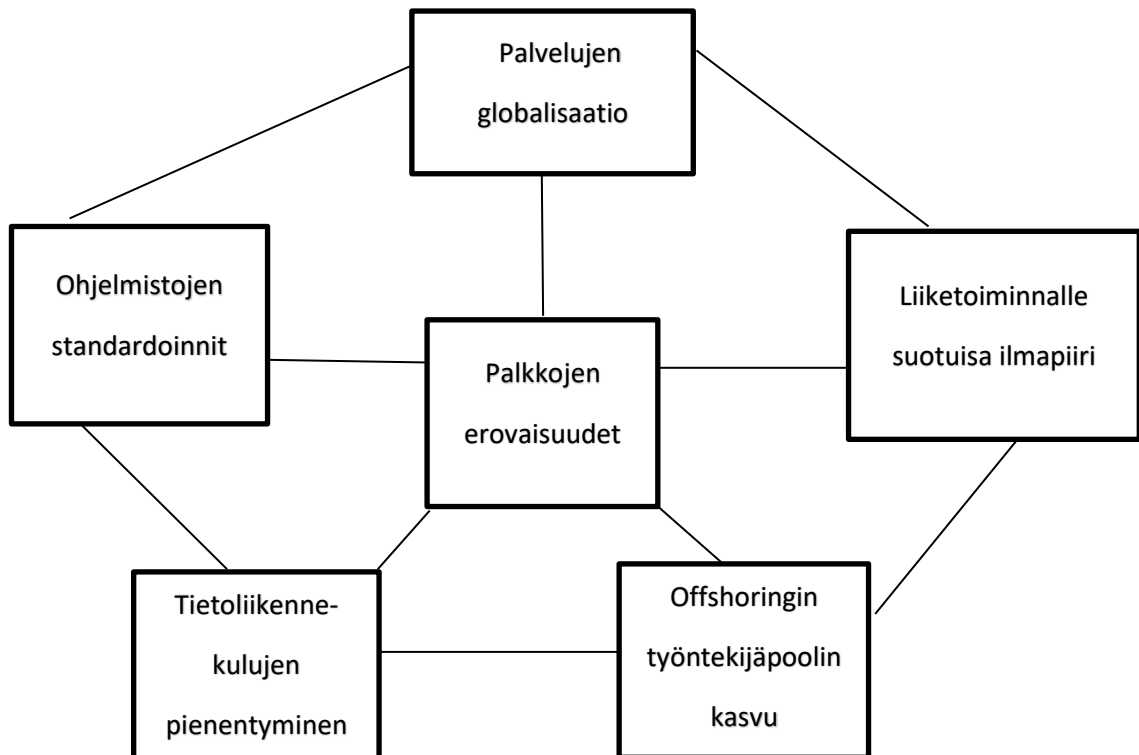 Palvelujen
globalisaatio
Ohjelmistojen
standardoinnit
Liiketoiminnalle
suotuisa ilmapiiri
Palkkojen
erovaisuudet
Tietoliikenne-
kulujen
pienentyminen
Offshoringin
työntekijäpoolin
kasvu